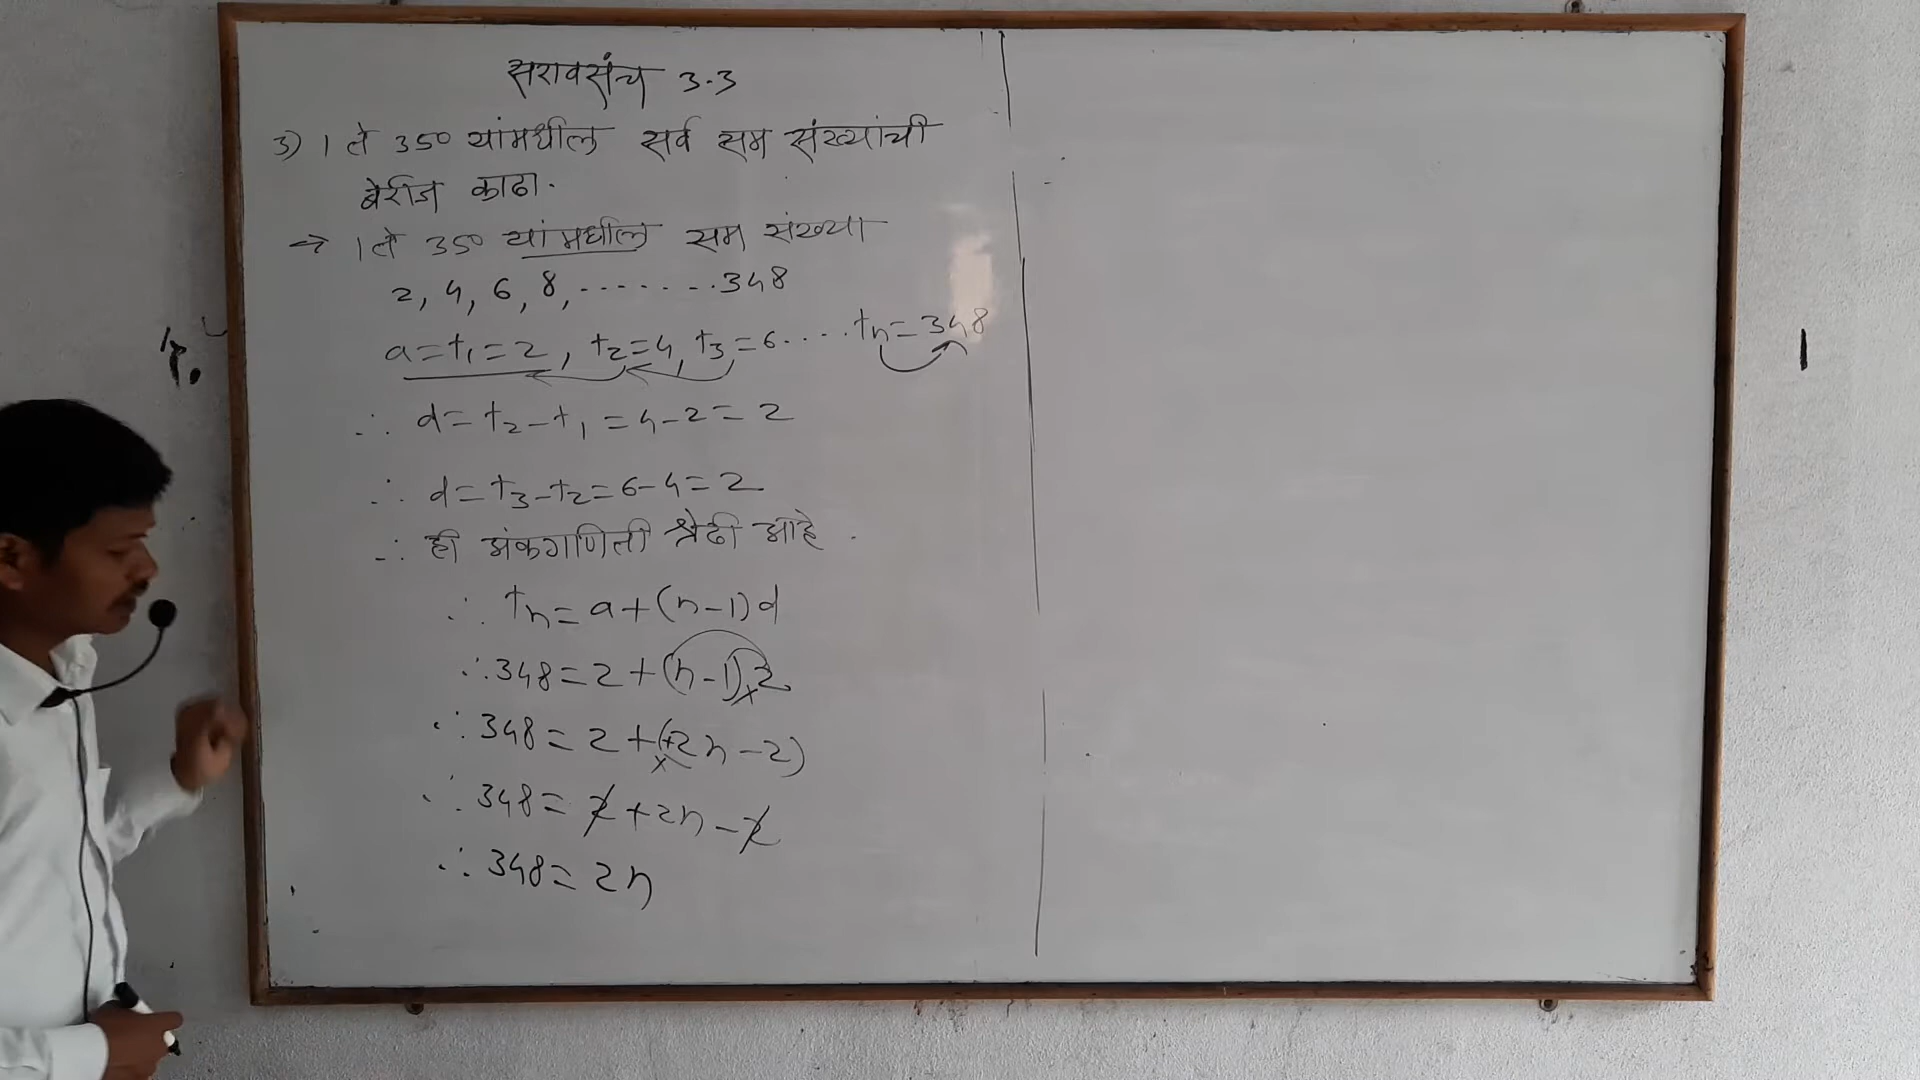 सरावसंच 3.3
3) 1 ते 350 यांमधील सर्व सम संख्यांची
बेरीज काढा.
→ 1 ते 350 यांमधील सम संख्या
2, 4, 6, 8, ........348
a=t₁=2, t₂=4, t₃=6.....tn=348
∴ d=t₂-t₁=4-2=2
∴ d=t₃-t₂=6-4=2
∴ ही अंकगणिती श्रेढी आहे.
∴ tn=a+(n-1)d
∴ 348=2+(n-1)×2
∴ 348=2+(+2n-2)
∴ 348=2+2n-2
∴ 348=2n